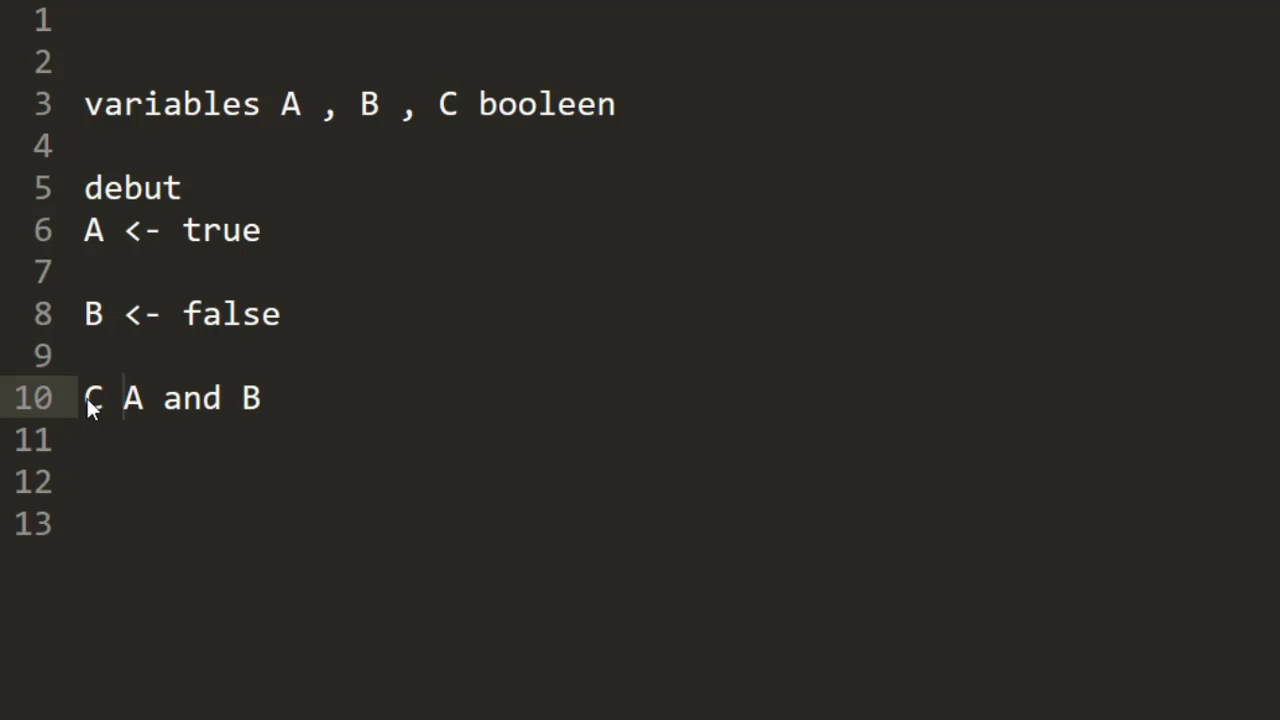 1
2
3 variables A , B , C booleen
4
5 debut
6 A <- true
7
8 B <- false
9
10 C A and B
11
12
13